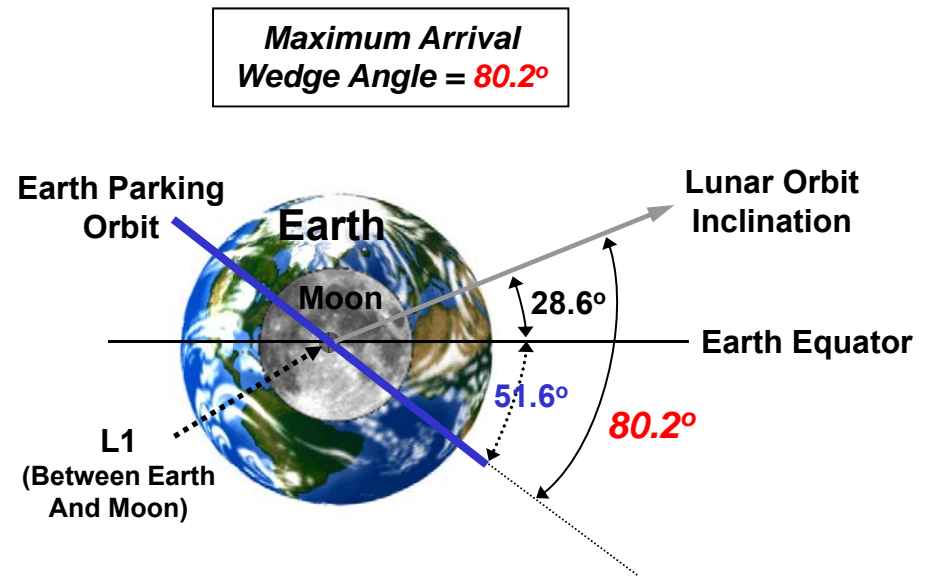 Maximum Arrival
Wedge Angle = 80.2º
Earth Parking
Orbit
Earth
Lunar Orbit
Inclination
Moon
28.6º
Earth Equator
51.6º
80.2º
L1
(Between Earth
And Moon)